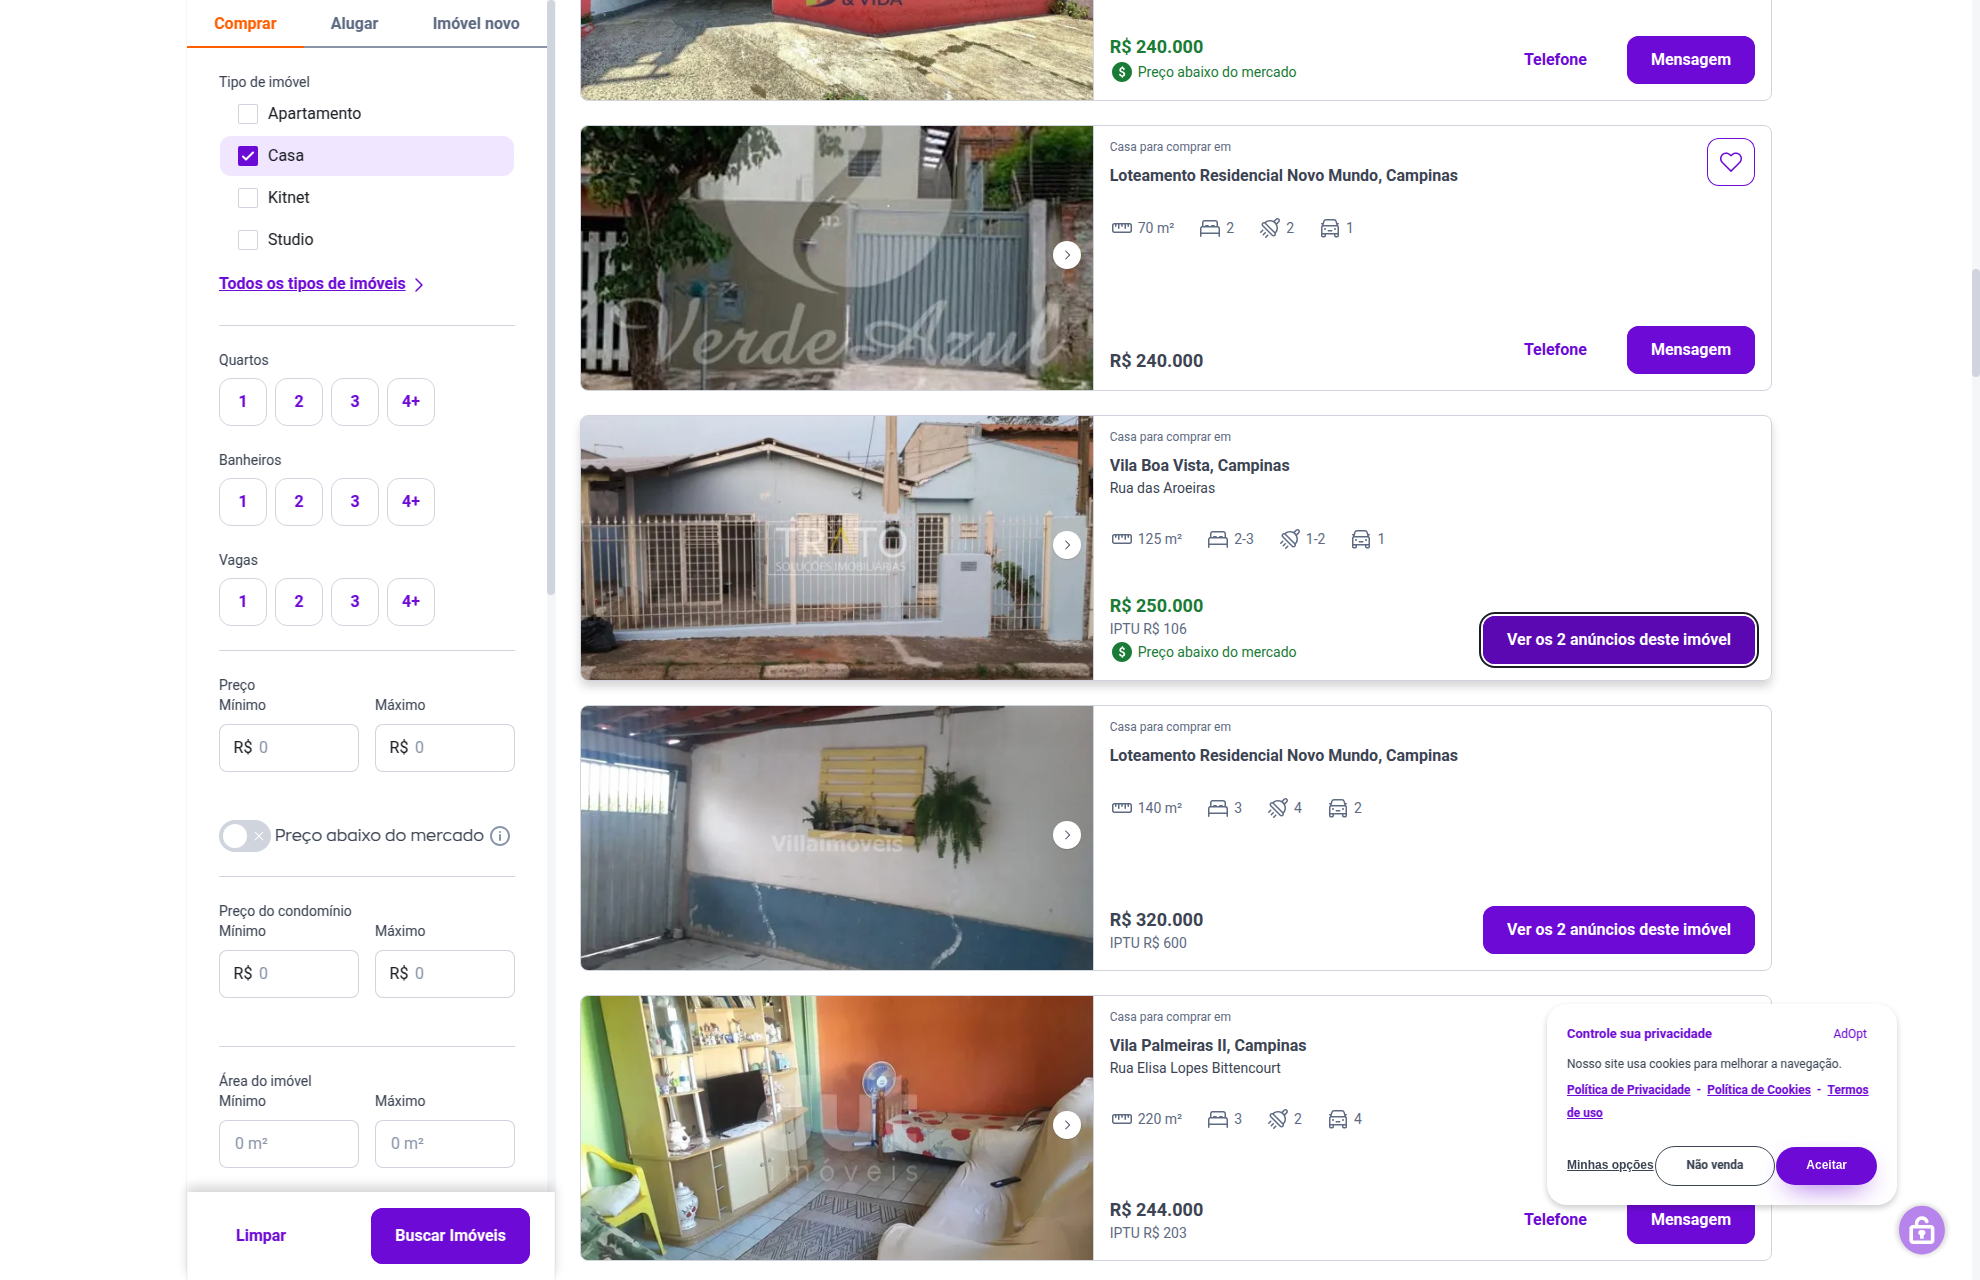 Comprar
Alugar
Imóvel novo
Tipo de imóvel
Apartamento
Casa
Kitnet
Studio
Todos os tipos de imóveis
Quartos
1
2
3
4+
Banheiros
1
2
3
4+
Vagas
1
2
3
4+
Preço
Mínimo
Máximo
R$ 0
R$ 0
Preço abaixo do mercado
Preço do condomínio
Mínimo
Máximo
R$ 0
R$ 0
Área do imóvel
Mínimo
Máximo
0 m²
0 m²
Limpar
Buscar Imóveis
& VIDA
R$ 240.000
Preço abaixo do mercado
Telefone
Mensagem
Verde Azul
Casa para comprar em
Loteamento Residencial Novo Mundo, Campinas
70 m²
2
2
1
R$ 240.000
Telefone
Mensagem
TRATO
SOLUÇÕES IMOBILIÁRIAS
Casa para comprar em
Vila Boa Vista, Campinas
Rua das Aroeiras
125 m²
2-3
1-2
1
R$ 250.000
IPTU R$ 106
Preço abaixo do mercado
Ver os 2 anúncios deste imóvel
Villaimóveis
Casa para comprar em
Loteamento Residencial Novo Mundo, Campinas
140 m²
3
4
2
R$ 320.000
IPTU R$ 600
Ver os 2 anúncios deste imóvel
imóveis
Casa para comprar em
Vila Palmeiras II, Campinas
Rua Elisa Lopes Bittencourt
220 m²
3
2
4
R$ 244.000
IPTU R$ 203
Telefone
Mensagem
Controle sua privacidade
AdOpt
Nosso site usa cookies para melhorar a navegação.
Política de Privacidade - Política de Cookies - Termos
de uso
Minhas opções
Não venda
Aceitar